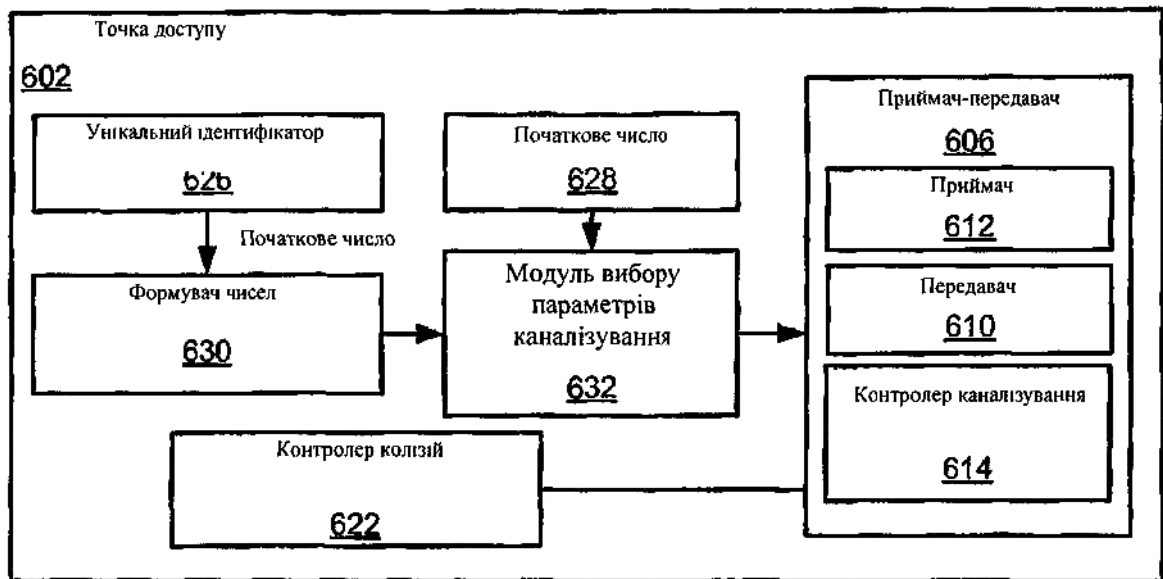 Точка доступу
602
Унікальний ідентифікатор
626
Початкове число
628
Приймач-передавач
606
Приймач
612
Початкове число
Формувач чисел
630
Модуль вибору
параметрів
каналізування
632
Передавач
610
Контролер каналізування
614
Контролер колізій
622